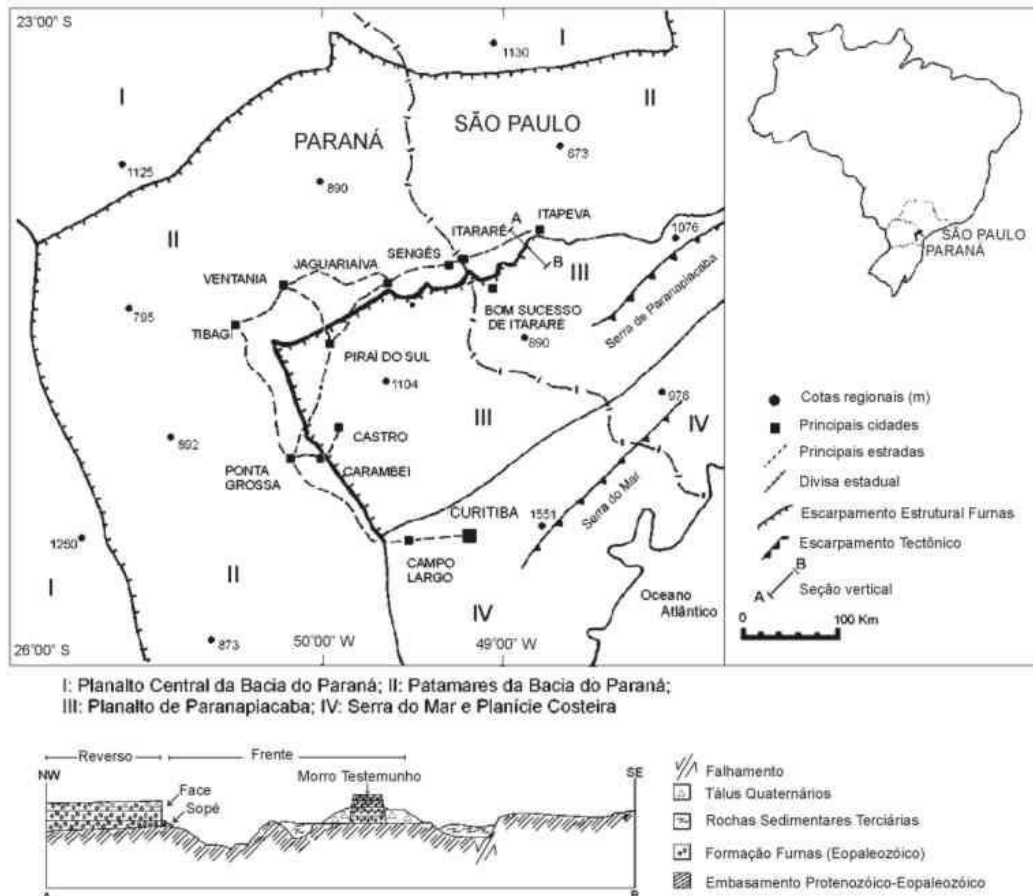 23'00" S
I
1130
II
I
SÃO PAULO
PARANÁ
673
1125
890
SÃO PAULO
PARANÁ
A
ITAPEVA
ITARARÉ
1076
II
SENGÉS
JAGUARIAÍVA
B
III
VENTANIA
BOM SUCESSO
DE ITARARÉ
Serra de Paranapiacaba
795
TIBAGI
890
PIRAÍ DO SUL
1104
978
III
IV
CASTRO
892
PONTA
GROSSA
CARAMBEI
CURITIBA
Serra do Mar
1551
1250
CAMPO
LARGO
I
II
IV
Oceano
Atlântico
873
50'00" W
49'00" W
26'00" S
Cotas regionais (m)
Principais cidades
Principais estradas
Divisa estadual
Escarpamento Estrutural Furnas
Escarpamento Tectônico
A B Seção vertical
0 100 Km
I: Planalto Central da Bacia do Paraná; II: Patamares da Bacia do Paraná;
III: Planalto de Paranapiacaba; IV: Serra do Mar e Planície Costeira
Reverso
Frente
NW
Morro Testemunho
SE
Face
Sopé
A
B
Falhamento
Tálus Quaternários
Rochas Sedimentares Terciárias
Formação Furnas (Eopaleozóico)
Embasamento Protenozóico-Eopaleozóico